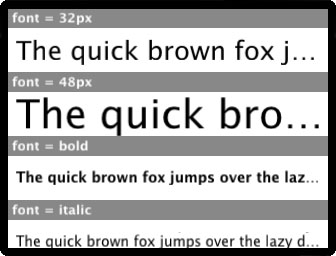 font = 32px
The quick brown fox j...
font = 48px
The quick bro...
font = bold
The quick brown fox jumps over the laz...
font = italic
The quick brown fox jumps over the lazy d...